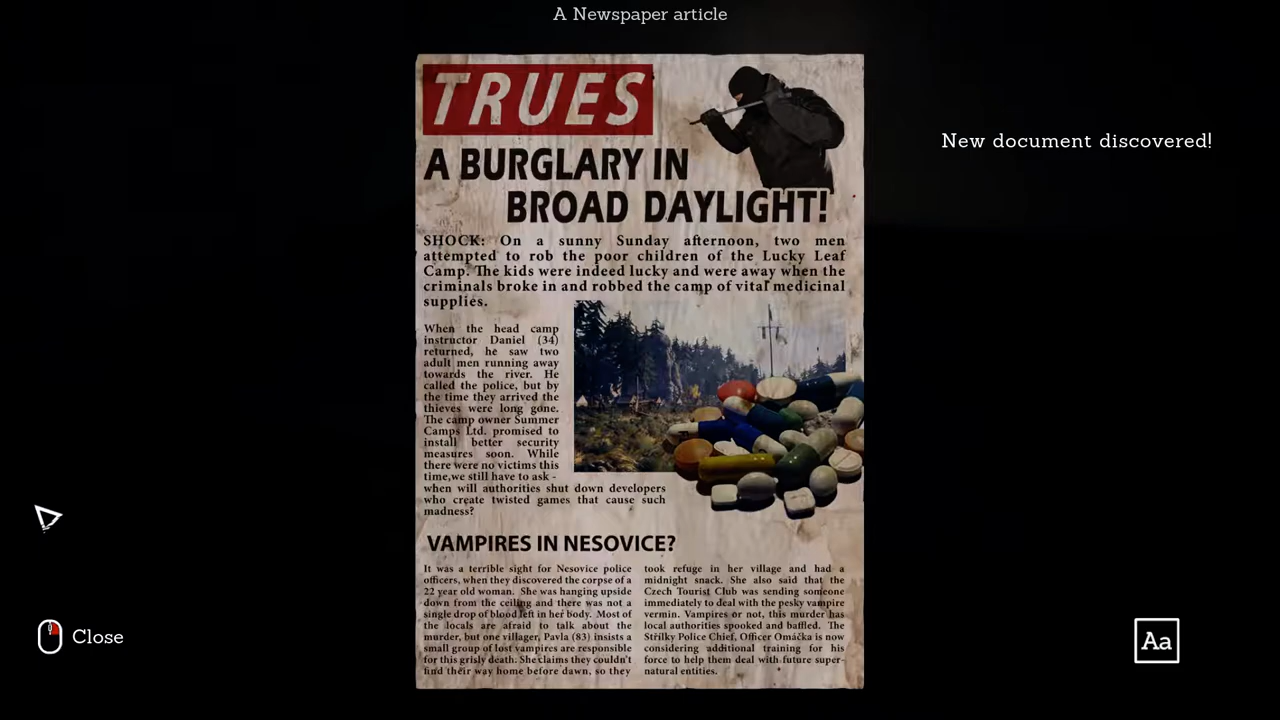 A Newspaper article
TRUES
A BURGLARY IN
BROAD DAYLIGHT!
New document discovered!
SHOCK: On a sunny Sunday afternoon, two men
attempted to rob the poor children of the Lucky Leaf
Camp. The kids were indeed lucky and were away when the
criminals broke in and robbed the camp of vital medicinal
supplies.
When the head camp
instructor Daniel (34)
returned, he saw two
adult men running away
towards the river. He
called the police, but by
the time they arrived the
thieves were long gone.
The camp owner Summer
Camps Ltd. promised to
install better security
measures soon. While
there were no victims this
time,we still have to ask -
when will authorities shut down developers
who create twisted games that cause such
madness?
VAMPIRES IN NESOVICE?
It was a terrible sight for Nesovice police
officers, when they discovered the corpse of a
22 year old woman. She was hanging upside
down from the ceiling and there was not a
single drop of blood left in her body. Most of
the locals are afraid to talk about the
murder, but one villager, Pavla (83) insists a
small group of lost vampires are responsible
for this grisly death. She claims they couldn't
find their way home before dawn, so they
took refuge in her village and had a
midnight snack. She also said that the
Czech Tourist Club was sending someone
immediately to deal with the pesky vampire
vermin. Vampires or not, this murder has
local authorities spooked and baffled. The
Střílky Police Chief, Officer Omáčka is now
considering additional training for his
force to help them deal with future super-
natural entities.
Close
Aa